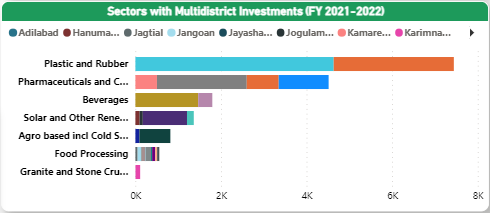 Sectors with Multidistrict Investments (FY 2021-2022)
Adilabad Hanuma... Jagtial Jangoan Jayasha... Jogulam... Kamare... Karimna...
Plastic and Rubber
Pharmaceuticals and C...
Beverages
Solar and Other Rene...
Agro based incl Cold S...
Food Processing
Granite and Stone Cru...
0K 2K 4K 6K 8K